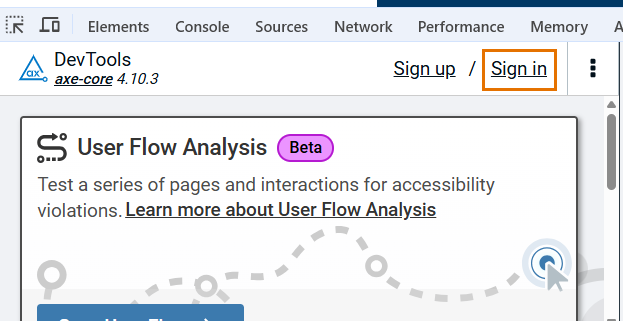 Elements Console Sources Network Performance Memory A
DevTools
axe-core 4.10.3
Sign up / Sign in
User Flow Analysis Beta
Test a series of pages and interactions for accessibility
violations. Learn more about User Flow Analysis